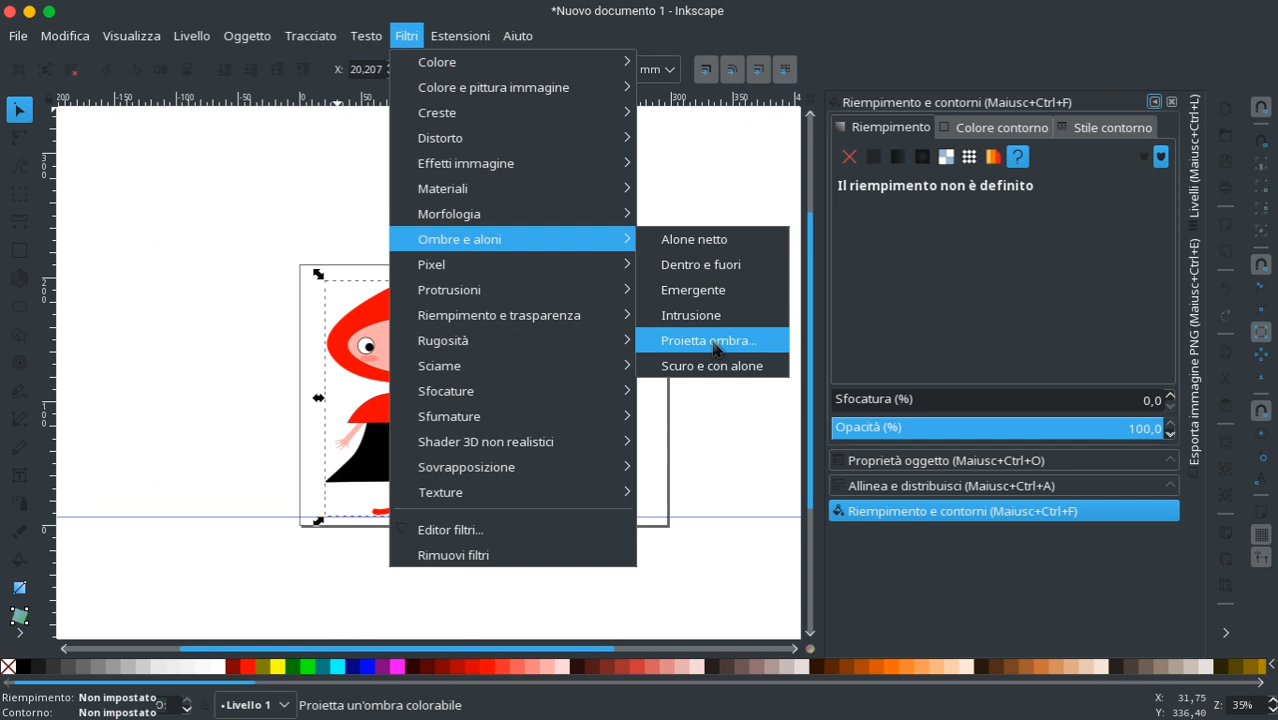 *Nuovo documento 1 - Inkscape
File Modifica Visualizza Livello Oggetto Tracciato Testo Filtri Estensioni Aiuto
X: 20,207 mm
Colore
Colore e pittura immagine
Creste
Distorto
Effetti immagine
Materiali
Morfologia
Ombre e aloni
Pixel
Protrusioni
Riempimento e trasparenza
Rugosità
Sciame
Sfocature
Sfumature
Shader 3D non realistici
Sovrapposizione
Texture
Editor filtri...
Rimuovi filtri
Alone netto
Dentro e fuori
Emergente
Intrusione
Proietta ombra...
Scuro e con alone
Riempimento e contorni (Maiusc+Ctrl+F)
Riempimento Colore contorno Stile contorno
Il riempimento non è definito
Sfocatura (%) 0,0
Opacità (%) 100,0
Proprietà oggetto (Maiusc+Ctrl+O)
Allinea e distribuisci (Maiusc+Ctrl+A)
Riempimento e contorni (Maiusc+Ctrl+F)
Livelli (Maiusc+Ctrl+L)
Esporta immagine PNG (Maiusc+Ctrl+E)
Riempimento: Non impostato
Contorno: Non impostato
O:
•Livello 1
Proietta un'ombra colorabile
X: 31,75
Y: 336,40
Z: 35%